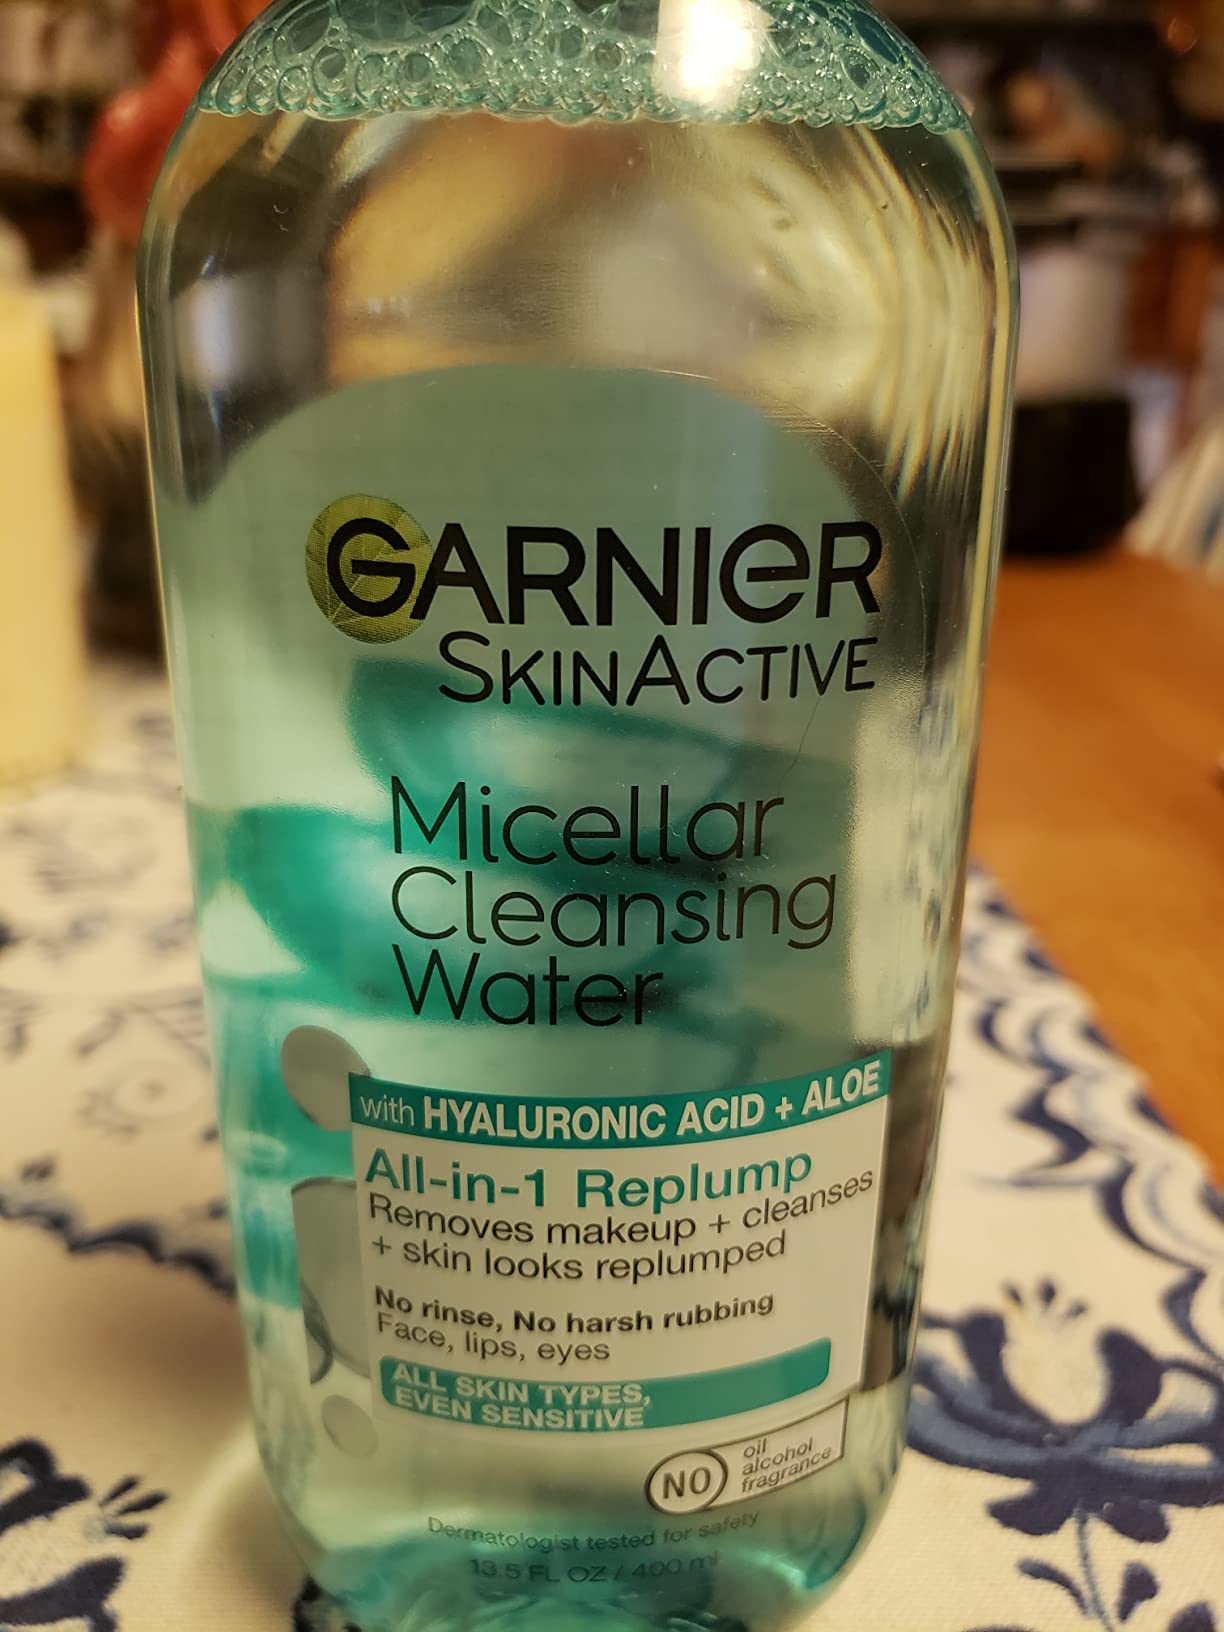 GARNIER
SKINACTIVE
Micellar
Cleansing
Water
with HYALURONIC ACID + ALOE
All-in-1 Replump
Removes makeup + cleanses
+ skin looks replumped
No rinse, No harsh rubbing
Face, lips, eyes
ALL SKIN TYPES,
EVEN SENSITIVE
NO
oil
alcohol
fragrance
Dermatologist tested for safety
13.5 FL OZ / 400 ml